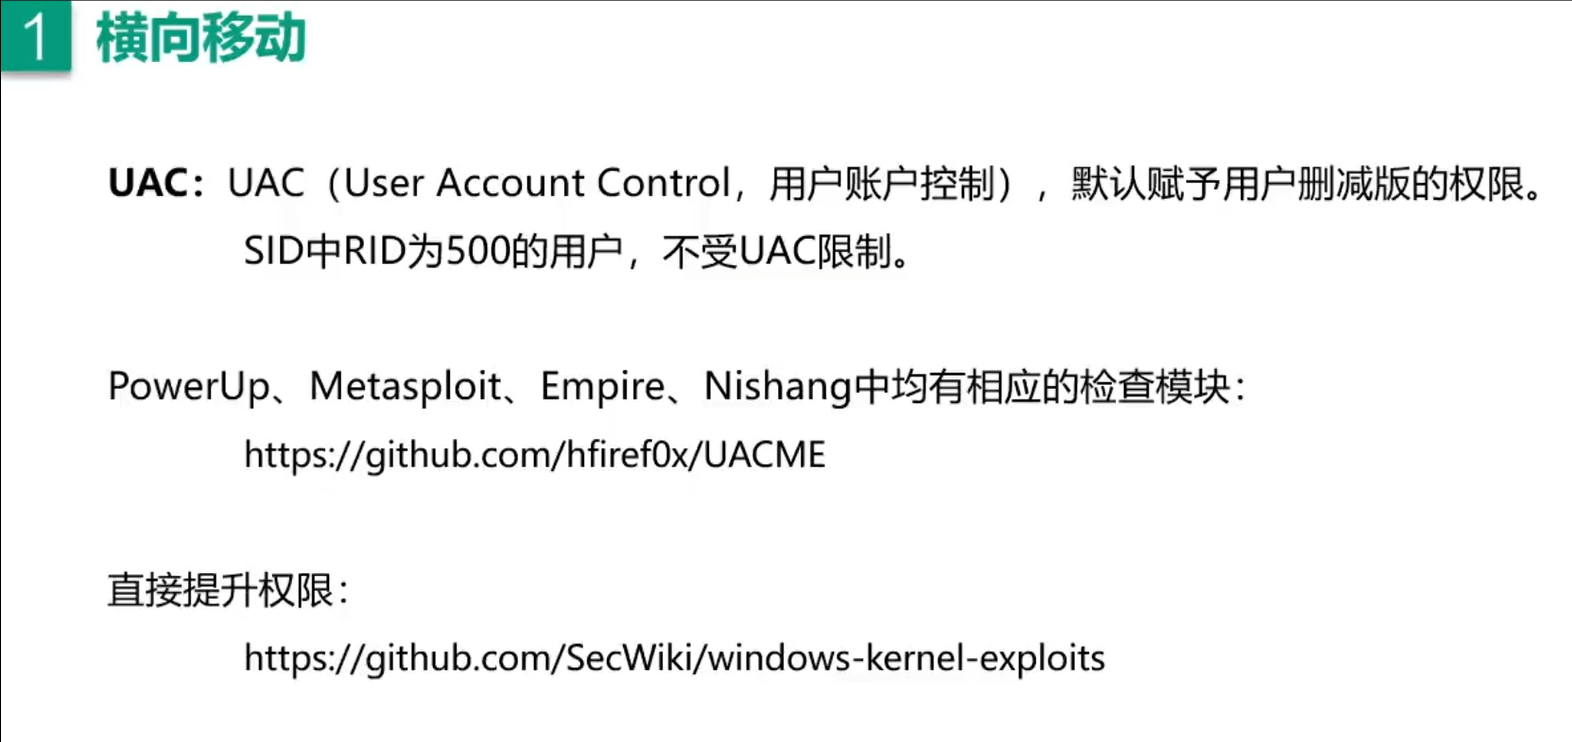 1 横向移动
UAC：UAC（User Account Control，用户账户控制），默认赋予用户删减版的权限。
SID中RID为500的用户，不受UAC限制。
PowerUp、Metasploit、Empire、Nishang中均有相应的检查模块：
https://github.com/hfiref0x/UACME
直接提升权限：
https://github.com/SecWiki/windows-kernel-exploits